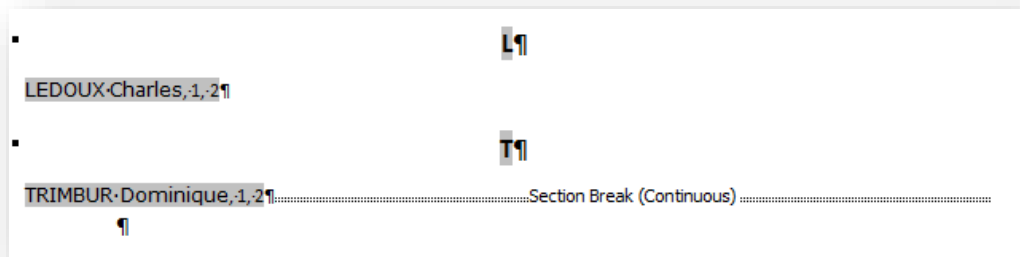 L¶
LEDOUX·Charles,·1,·2¶
T¶
TRIMBUR·Dominique,·1,·2¶ Section Break (Continuous)
¶